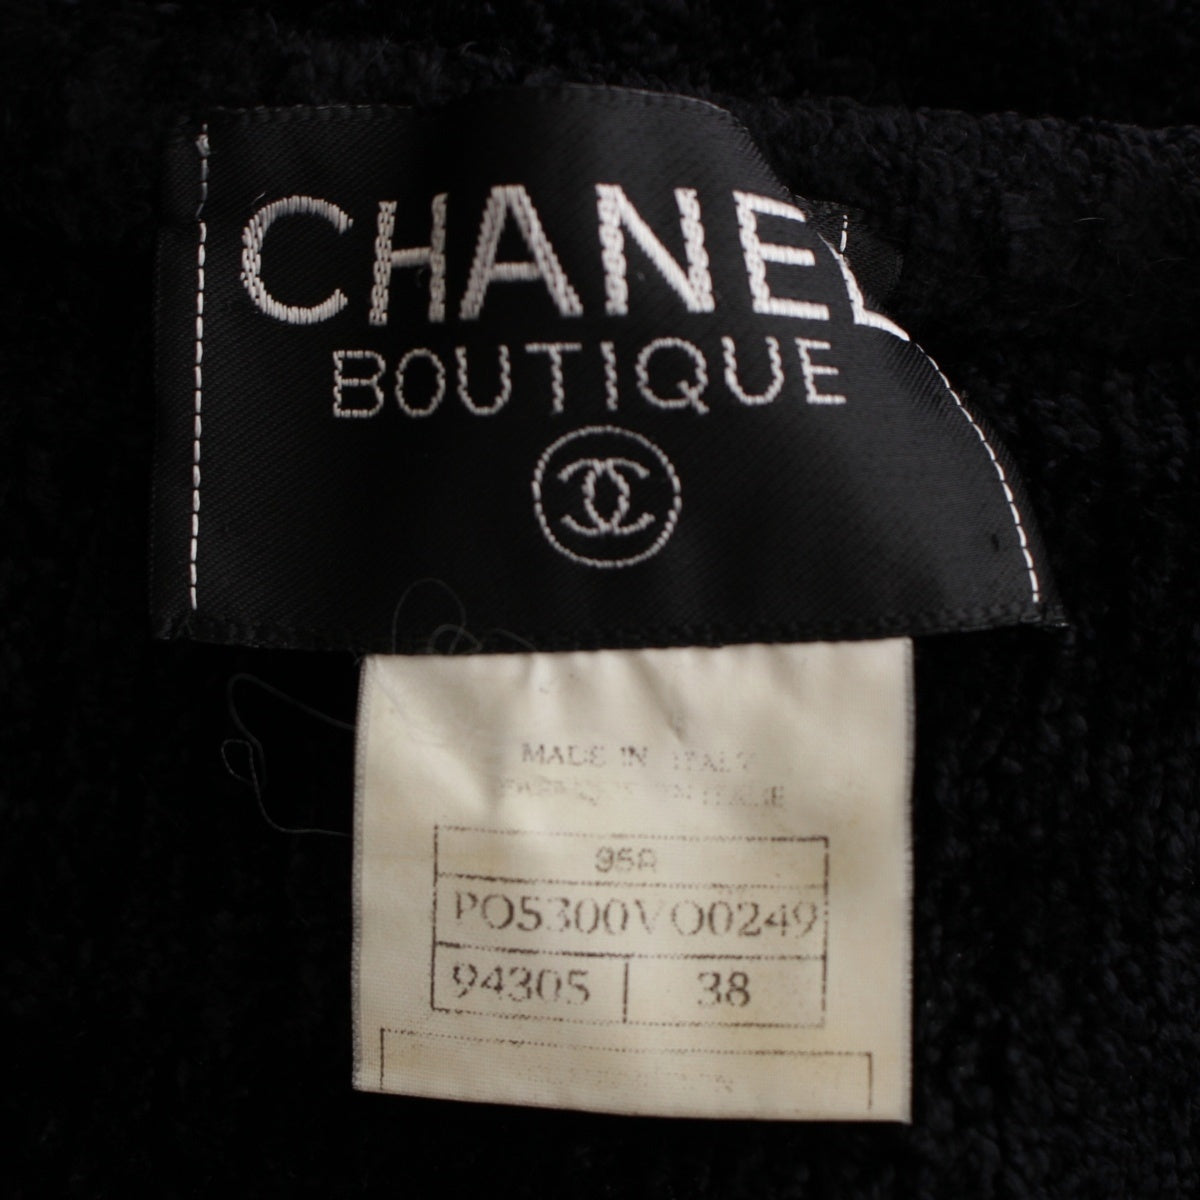 CHANEL
BOUTIQUE
MADE IN ITALY
95A
P05300V00249
94305 38